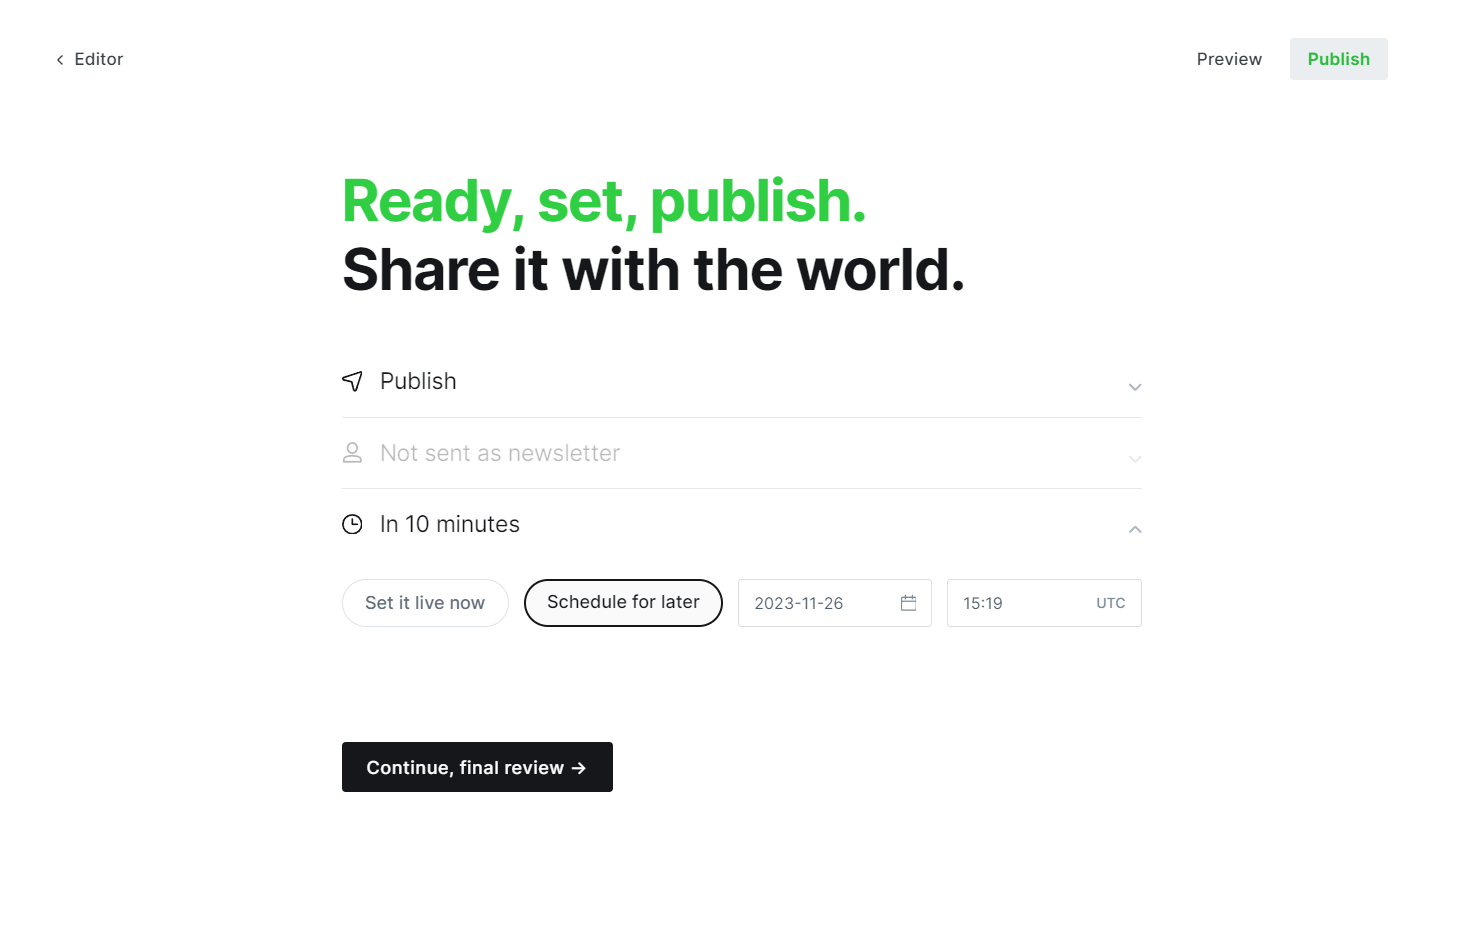 Editor
Preview
Publish
Ready, set, publish.
Share it with the world.
Publish
Not sent as newsletter
In 10 minutes
Set it live now
Schedule for later
2023-11-26
15:19
UTC
Continue, final review →